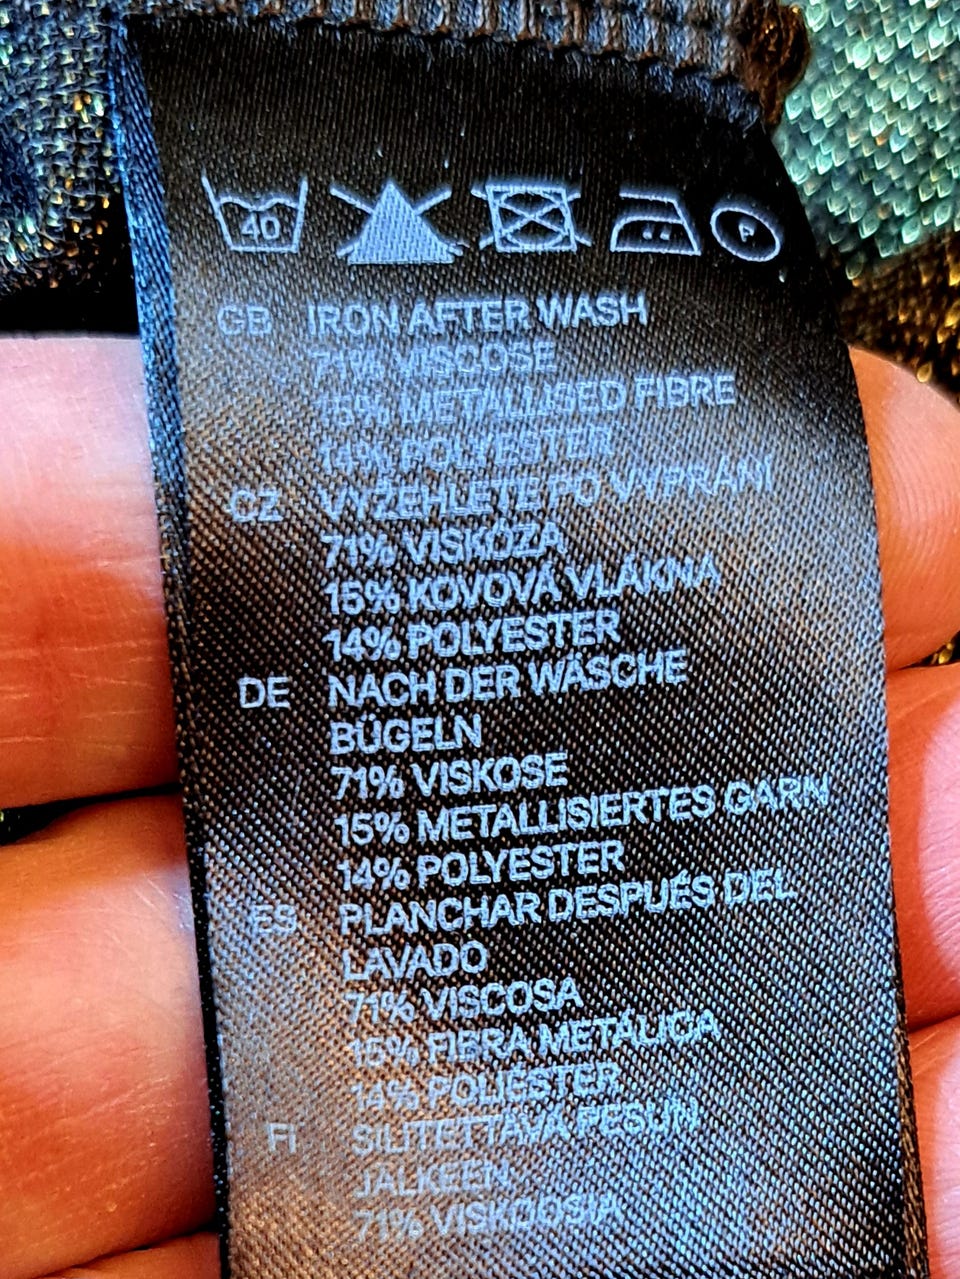 40 P
GB IRON AFTER WASH
71% VISCOSE
15% METALLISED FIBRE
14% POLYESTER
CZ VYŽEHLETE PO VYPRÁNÍ
71% VISKÓZA
15% KOVOVÁ VLÁKNA
14% POLYESTER
DE NACH DER WÄSCHE
BÜGELN
71% VISKOSE
15% METALLISIERTES GARN
14% POLYESTER
ES PLANCHAR DESPUÉS DEL
LAVADO
71% VISCOSA
15% FIBRA METÁLICA
14% POLIÉSTER
FI SILITETTÄVÄ PESUN
JÄLKEEN
71% VISKOOSIA